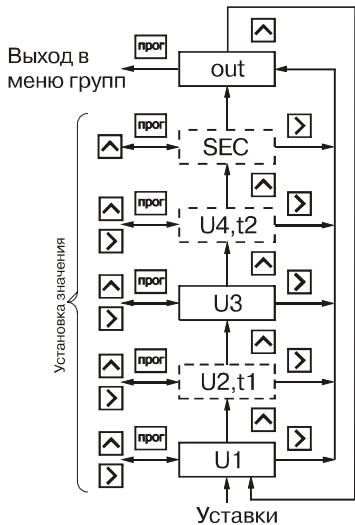 прог
Выход в
меню групп
out
прог
SEC
прог
U4,t2
прог
U3
прог
U2,t1
прог
U1
Установка значения
Уставки